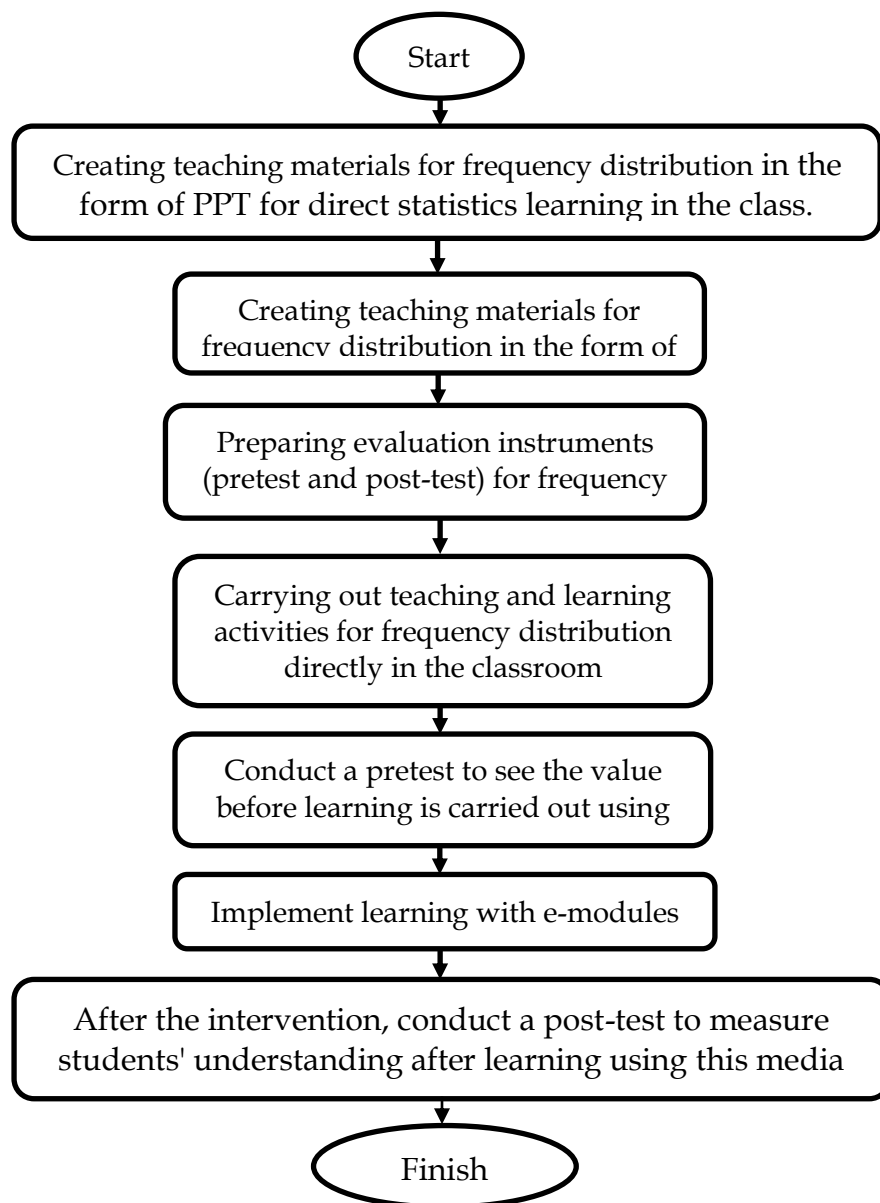 Start
Creating teaching materials for frequency distribution in the
form of PPT for direct statistics learning in the class.
Creating teaching materials for
frequency distribution in the form of
Preparing evaluation instruments
(pretest and post-test) for frequency
Carrying out teaching and learning
activities for frequency distribution
directly in the classroom
Conduct a pretest to see the value
before learning is carried out using
Implement learning with e-modules
After the intervention, conduct a post-test to measure
students' understanding after learning using this media
Finish